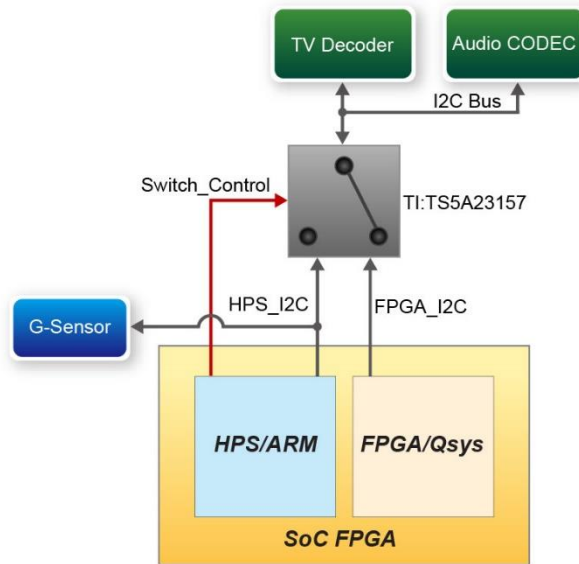 TV Decoder
Audio CODEC
I2C Bus
Switch_Control
TI:TS5A23157
HPS_I2C
FPGA_I2C
G-Sensor
HPS/ARM
FPGA/Qsys
SoC FPGA